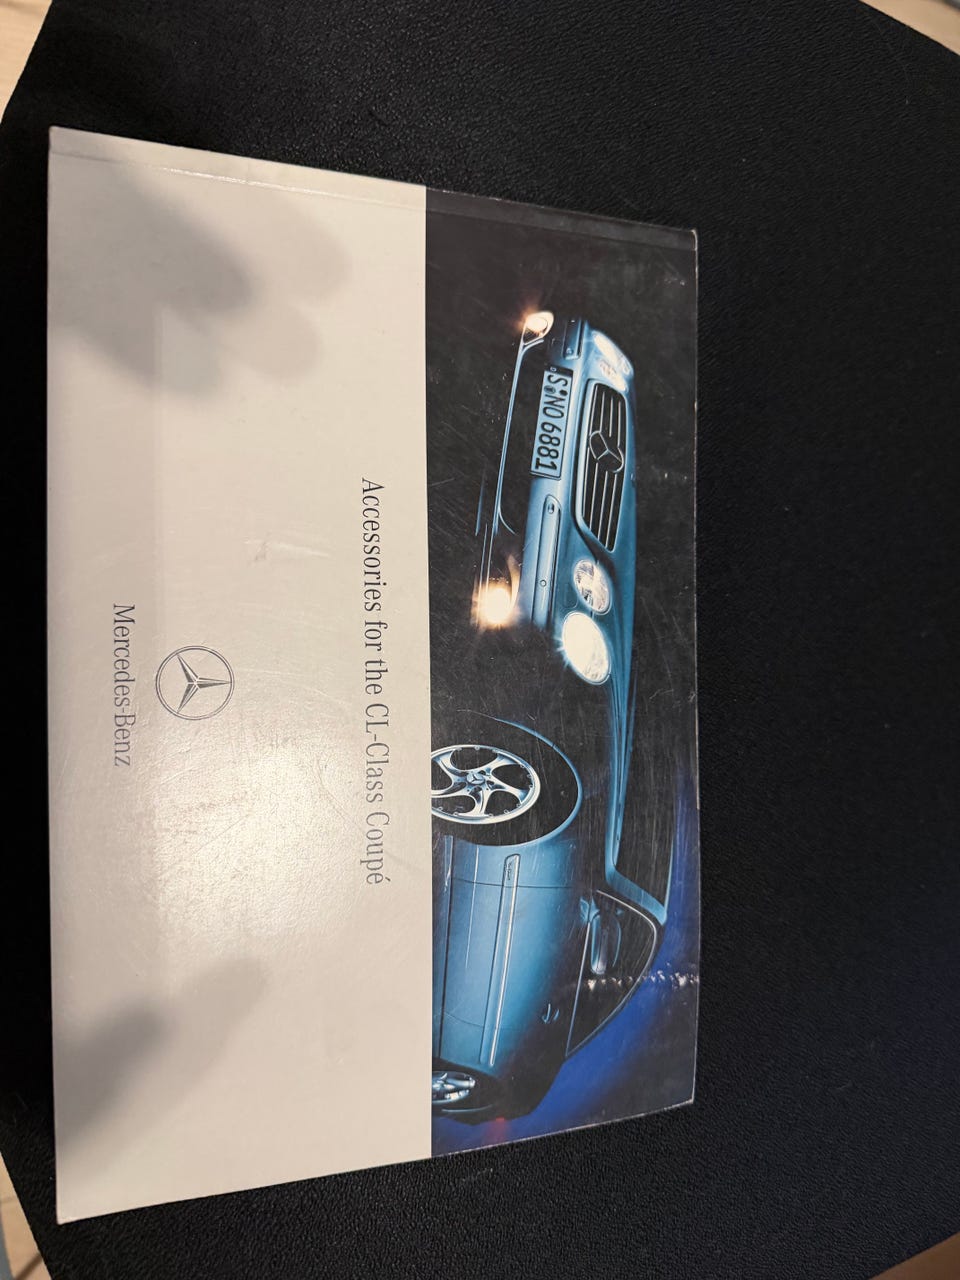 S NO 6881
Accessories for the CL-Class Coupé
Mercedes-Benz